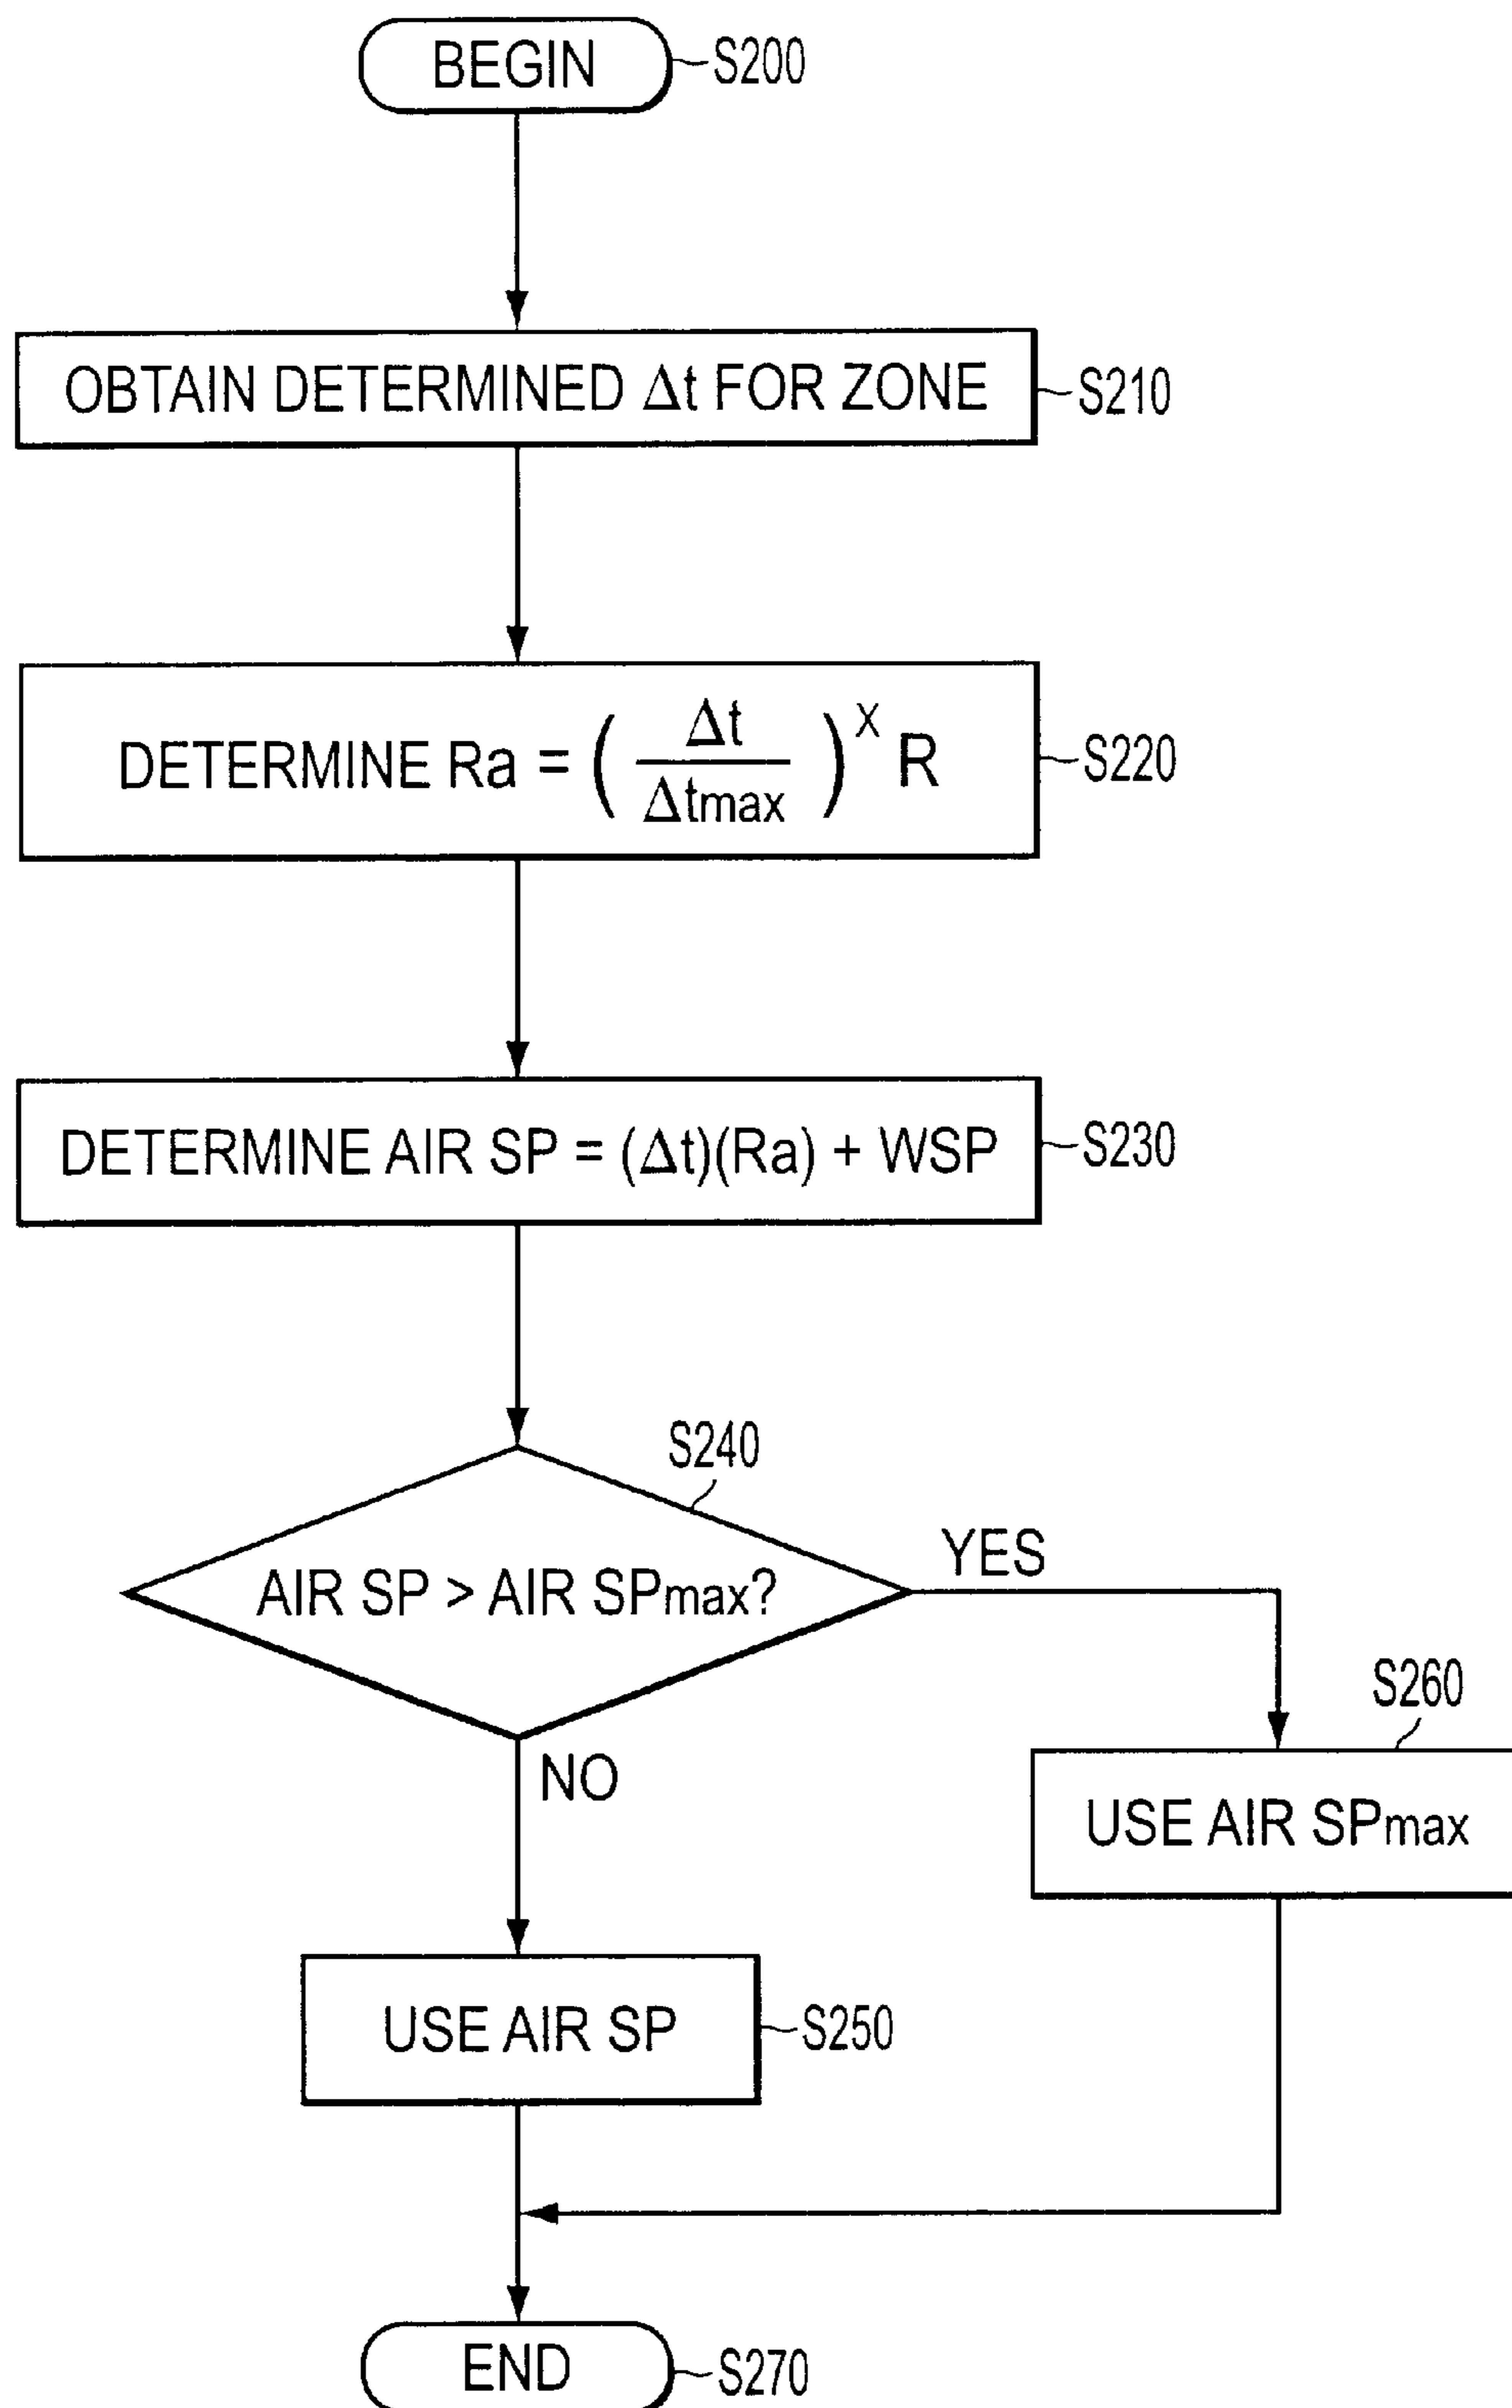 BEGIN
S200
OBTAIN DETERMINED Δt FOR ZONE
S210
DETERMINE Ra = ( Δt / Δtmax )^X R
S220
DETERMINE AIR SP = (Δt)(Ra) + WSP
S230
S240
AIR SP > AIR SPmax?
YES
NO
S260
USE AIR SPmax
USE AIR SP
S250
END
S270